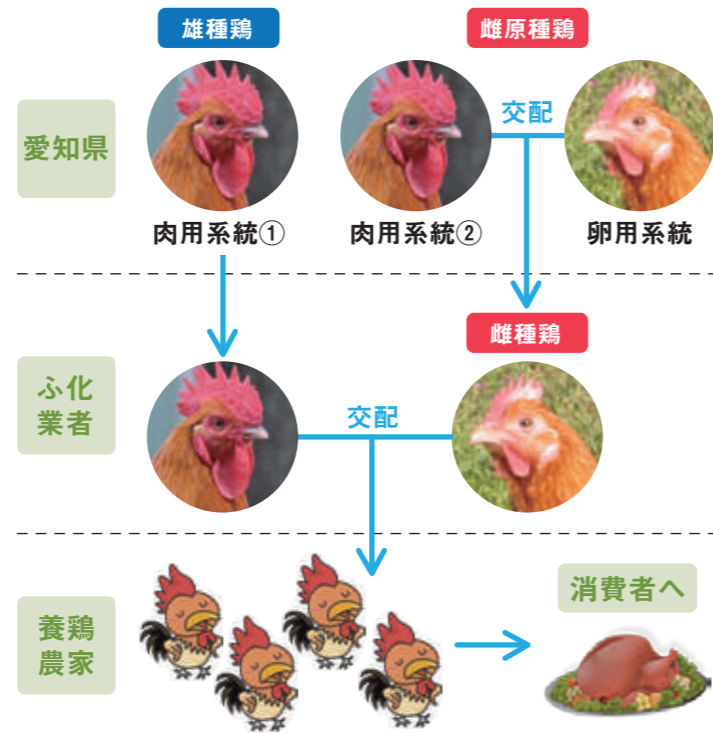 雄種鶏
雌原種鶏
愛知県
交配
肉用系統①
肉用系統②
卵用系統
雌種鶏
ふ化
業者
交配
養鶏
農家
消費者へ